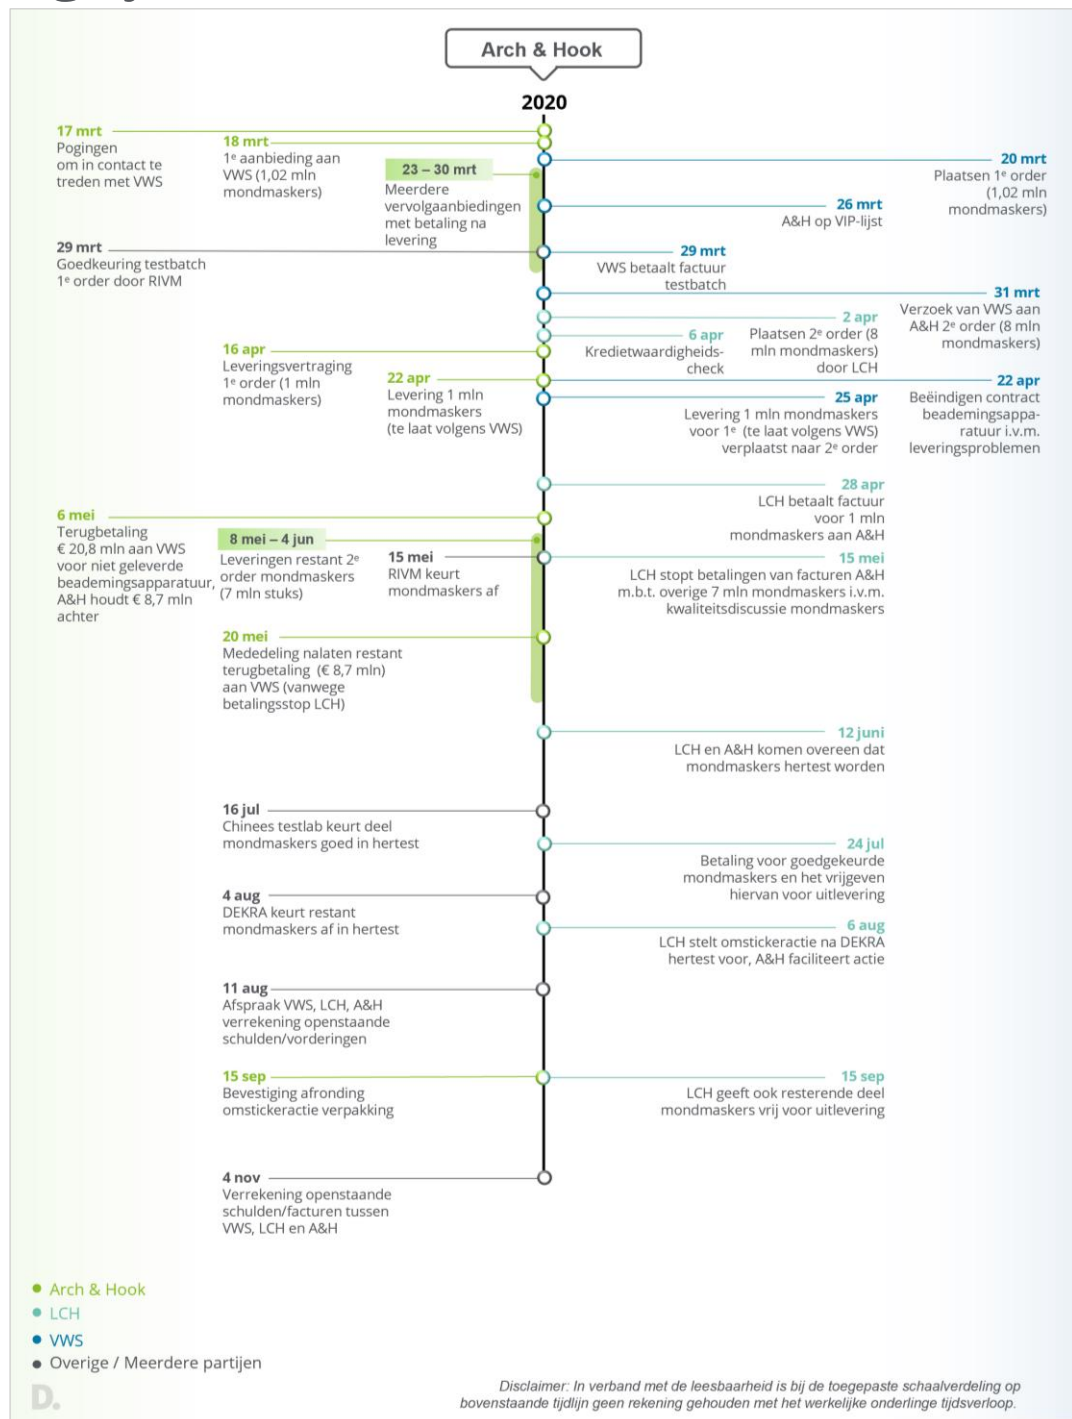 Arch & Hook
2020
17 mrt
Pogingen
om in contact te
treden met VWS
18 mrt
1e aanbieding aan
VWS (1,02 mln
mondmaskers)
23 – 30 mrt
Meerdere
vervolgaanbiedingen
met betaling na
levering
20 mrt
Plaatsen 1e order
(1,02 mln
mondmaskers)
26 mrt
A&H op VIP-lijst
29 mrt
Goedkeuring testbatch
1e order door RIVM
29 mrt
VWS betaalt factuur
testbatch
31 mrt
Verzoek van VWS aan
A&H 2e order (8 mln
mondmaskers)
2 apr
Plaatsen 2e order (8
mln mondmaskers)
door LCH
6 apr
Kredietwaardigheids-
check
16 apr
Leveringsvertraging
1e order (1 mln
mondmaskers)
22 apr
Levering 1 mln
mondmaskers
(te laat volgens VWS)
22 apr
Beëindigen contract
beademingsappa-
ratuur i.v.m.
leveringsproblemen
25 apr
Levering 1 mln mondmaskers
voor 1e (te laat volgens VWS)
verplaatst naar 2e order
28 apr
LCH betaalt factuur
voor 1 mln
mondmaskers aan A&H
6 mei
Terugbetaling
€ 20,8 mln aan VWS
voor niet geleverde
beademingsapparatuur,
A&H houdt € 8,7 mln
achter
8 mei – 4 jun
Leveringen restant 2e
order mondmaskers
(7 mln stuks)
15 mei
RIVM keurt
mondmaskers af
15 mei
LCH stopt betalingen van facturen A&H
m.b.t. overige 7 mln mondmaskers i.v.m.
kwaliteitsdiscussie mondmaskers
20 mei
Mededeling nalaten restant
terugbetaling (€ 8,7 mln)
aan VWS (vanwege
betalingsstop LCH)
12 juni
LCH en A&H komen overeen dat
mondmaskers hertest worden
16 jul
Chinees testlab keurt deel
mondmaskers goed in hertest
24 jul
Betaling voor goedgekeurde
mondmaskers en het vrijgeven
hiervan voor uitlevering
4 aug
DEKRA keurt restant
mondmaskers af in hertest
6 aug
LCH stelt omstickeractie na DEKRA
hertest voor, A&H faciliteert actie
11 aug
Afspraak VWS, LCH, A&H
verrekening openstaande
schulden/vorderingen
15 sep
Bevestiging afronding
omstickeractie verpakking
15 sep
LCH geeft ook resterende deel
mondmaskers vrij voor uitlevering
4 nov
Verrekening openstaande
schulden/facturen tussen
VWS, LCH en A&H
Arch & Hook
LCH
VWS
Overige / Meerdere partijen
D.
Disclaimer: In verband met de leesbaarheid is bij de toegepaste schaalverdeling op
bovenstaande tijdlijn geen rekening gehouden met het werkelijke onderlinge tijdsverloop.